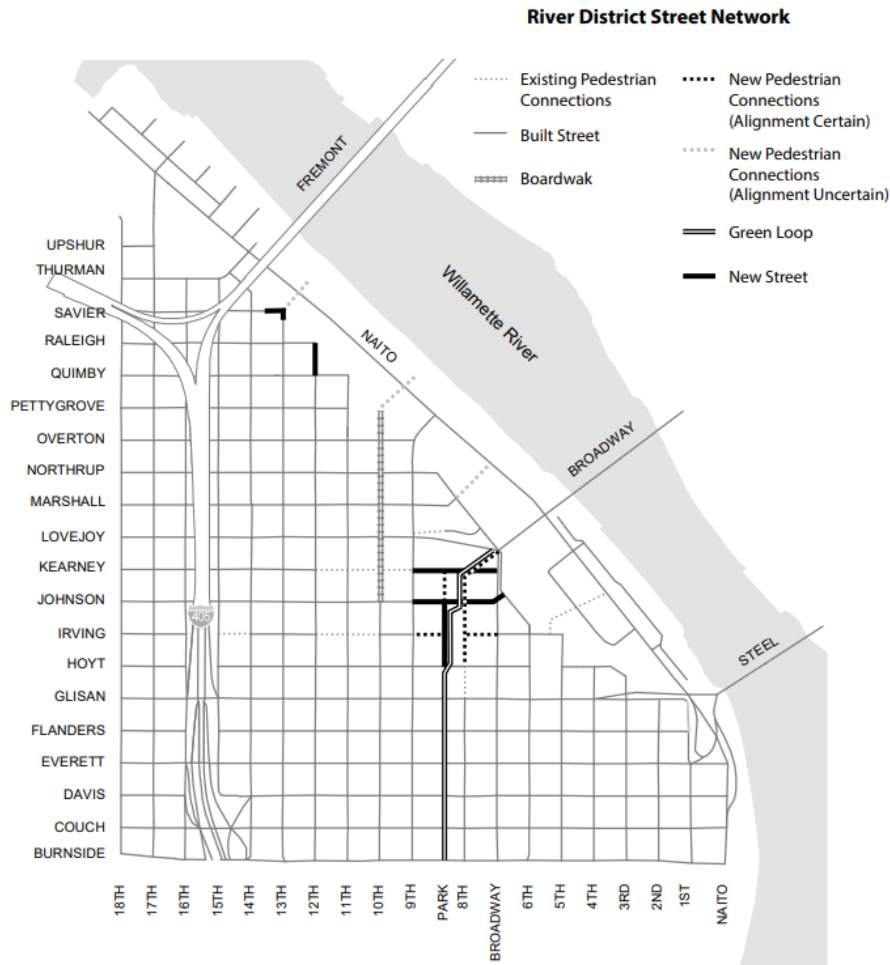 River District Street Network
Existing Pedestrian
Connections
Built Street
Boardwak
New Pedestrian
Connections
(Alignment Certain)
New Pedestrian
Connections
(Alignment Uncertain)
Green Loop
New Street
FREMONT
Willamette River
NAITO
BROADWAY
STEEL
405
UPSHUR
THURMAN
SAVIER
RALEIGH
QUIMBY
PETTYGROVE
OVERTON
NORTHRUP
MARSHALL
LOVEJOY
KEARNEY
JOHNSON
IRVING
HOYT
GLISAN
FLANDERS
EVERETT
DAVIS
COUCH
BURNSIDE
18TH
17TH
16TH
15TH
14TH
13TH
12TH
11TH
10TH
9TH
PARK
8TH
BROADWAY
6TH
5TH
4TH
3RD
2ND
1ST
NAITO